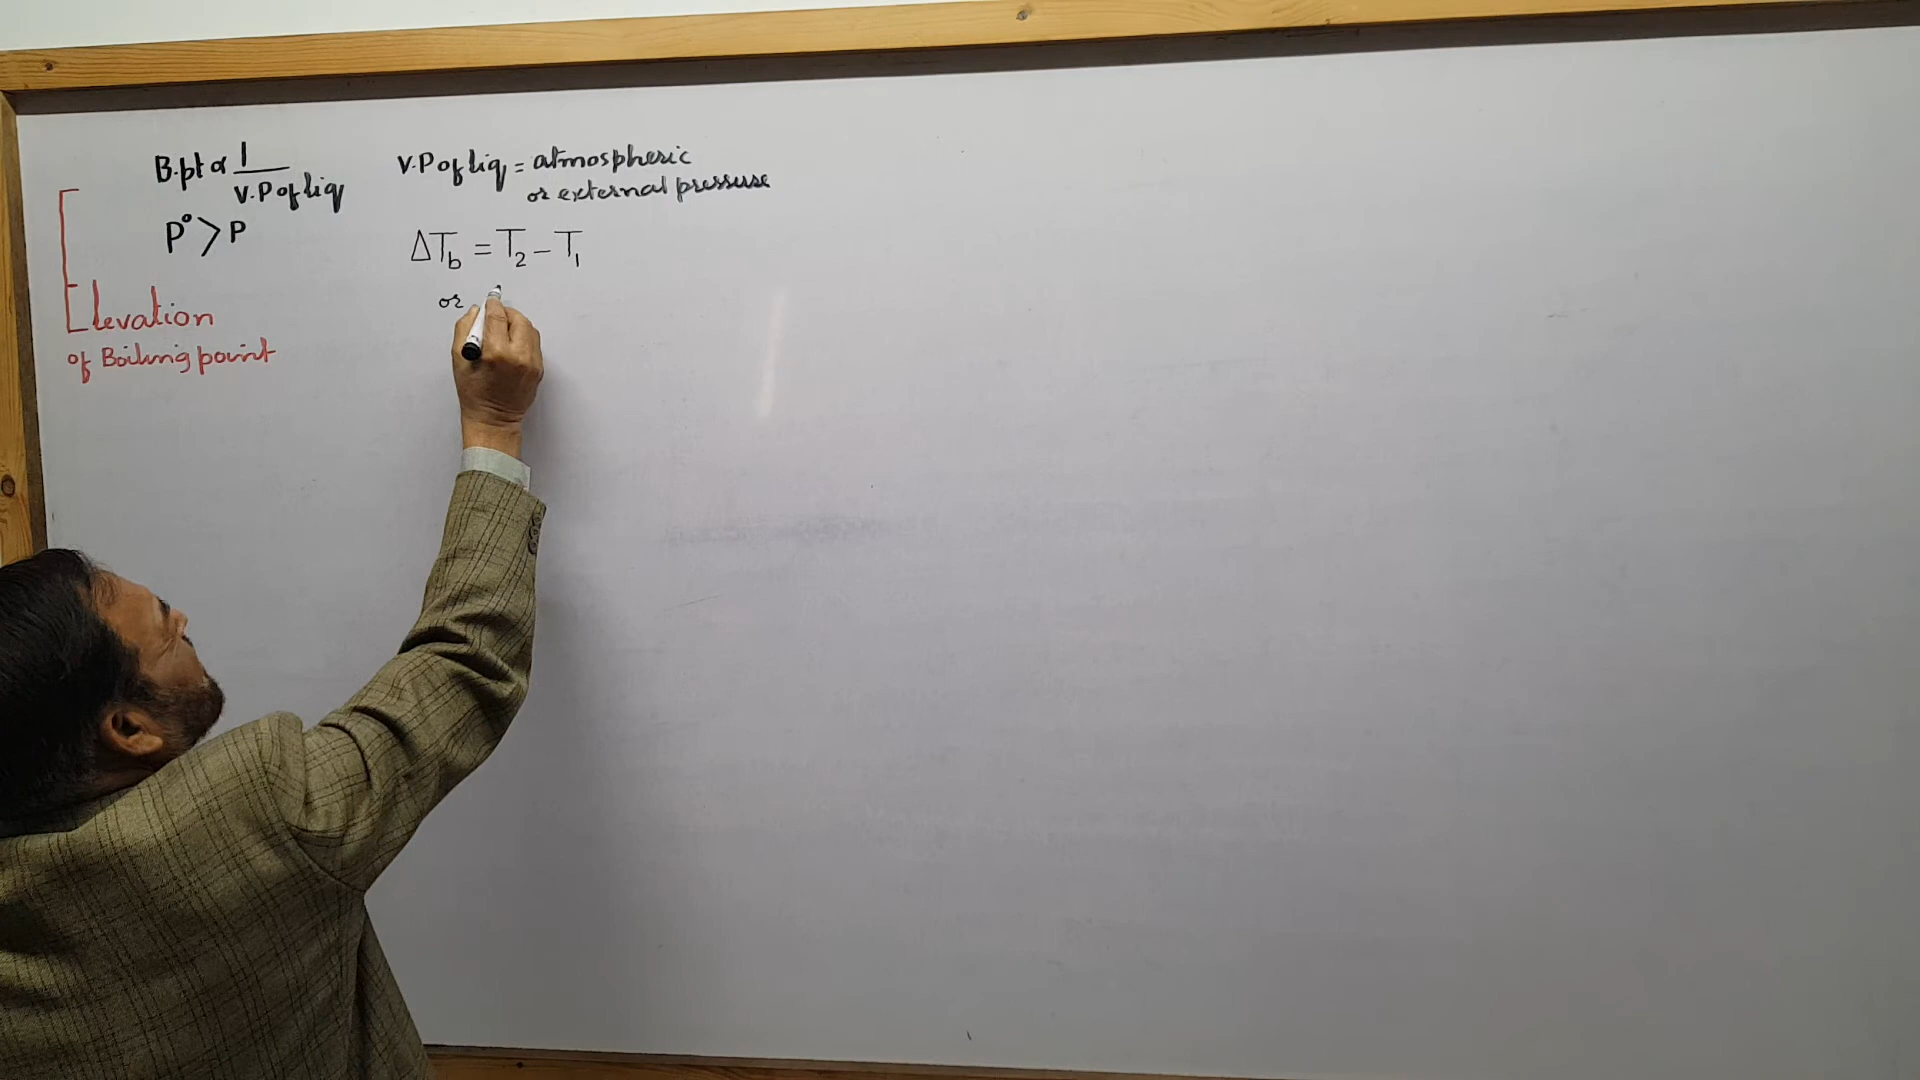 B.pt ∝ 1/V.P of liq
P° > P
Elevation
of Boiling point
V.P of liq = atmospheric
or external pressure
ΔTb = T2 − T1
or